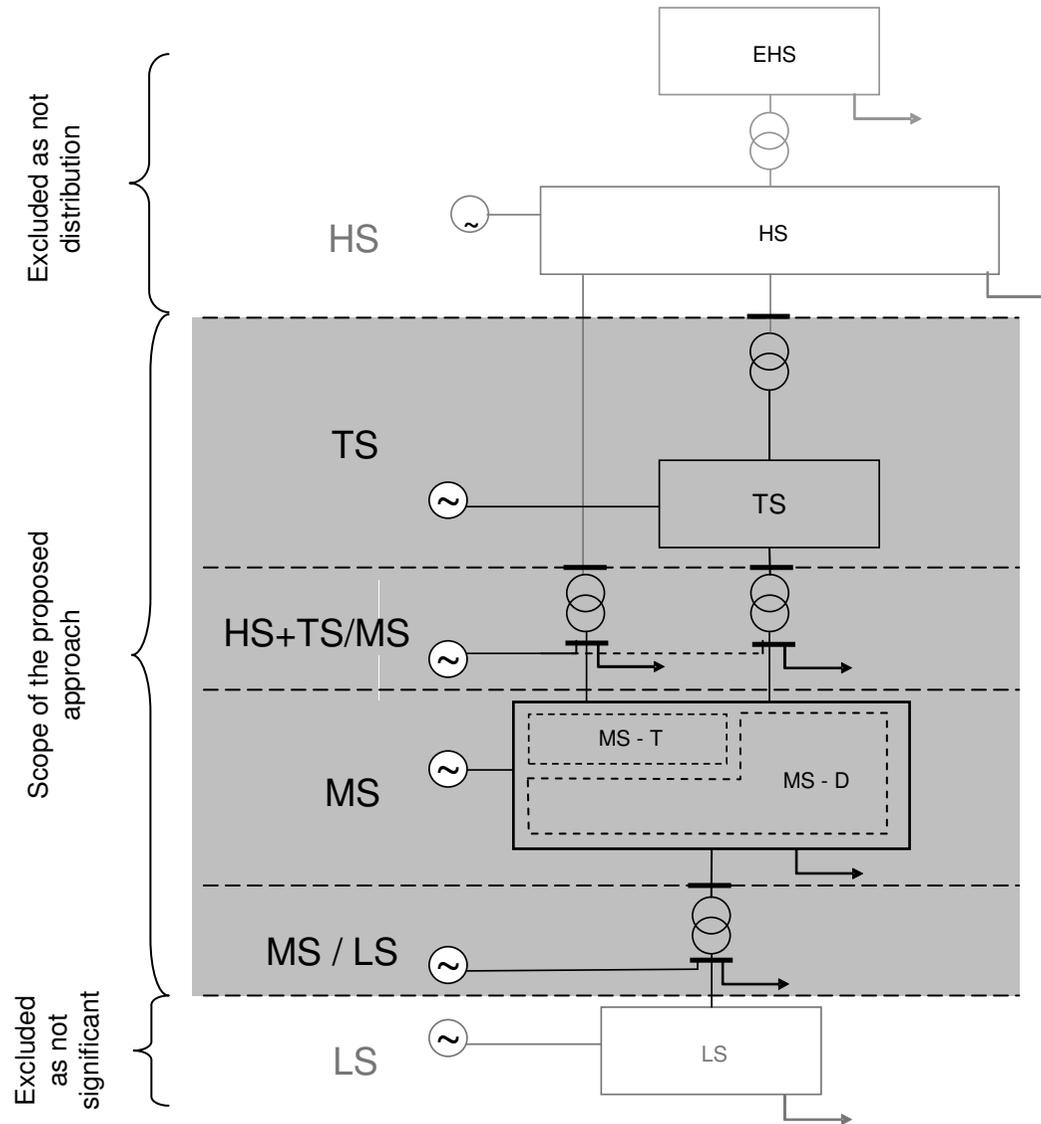 EHS
Excluded as not
distribution
HS
HS
TS
TS
Scope of the proposed
approach
HS+TS/MS
MS - T
MS - D
MS
MS / LS
Excluded
as not
significant
LS
LS